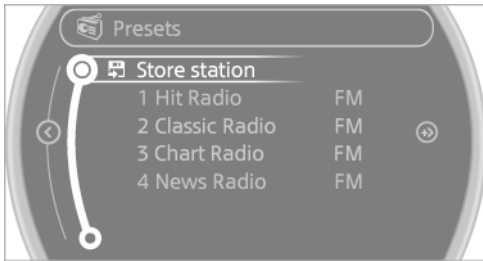 Presets
Store station
1 Hit Radio FM
2 Classic Radio FM
3 Chart Radio FM
4 News Radio FM